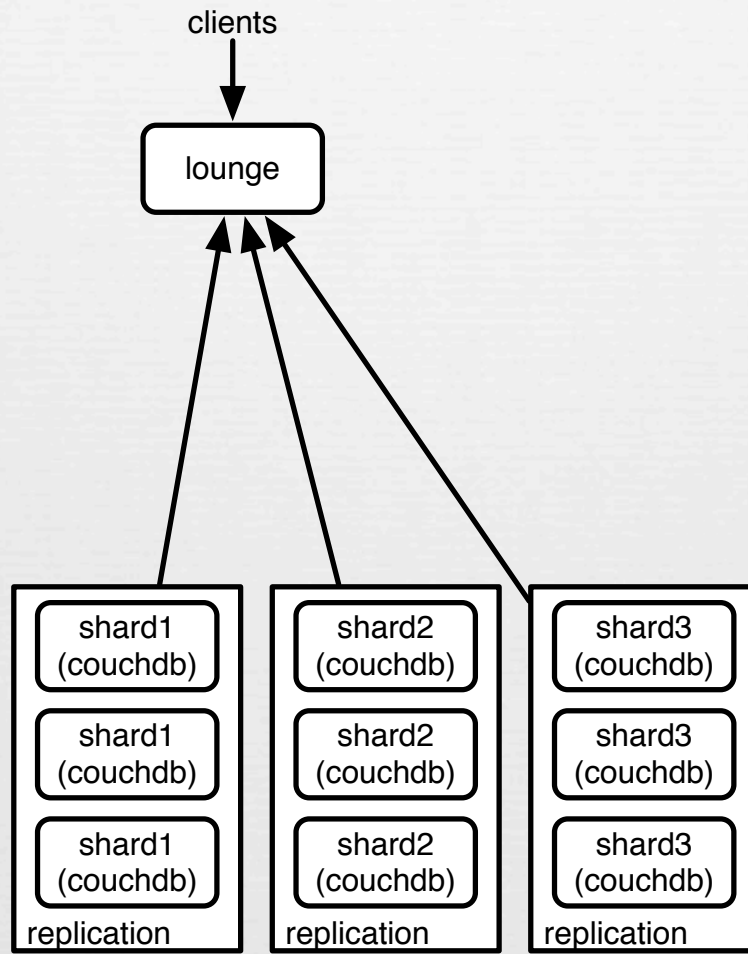 clients
lounge
shard1
(couchdb)
shard1
(couchdb)
shard1
(couchdb)
replication
shard2
(couchdb)
shard2
(couchdb)
shard2
(couchdb)
replication
shard3
(couchdb)
shard3
(couchdb)
shard3
(couchdb)
replication